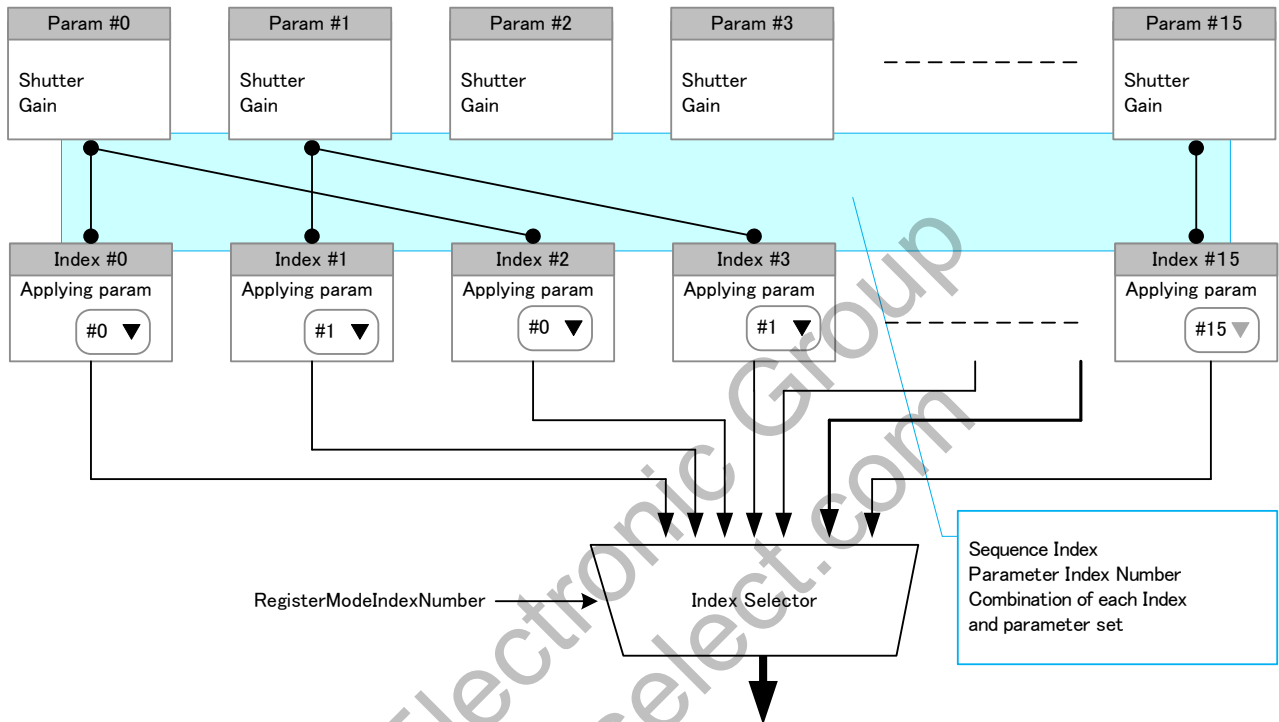 Param #0
Param #1
Param #2
Param #3
Param #15
Shutter
Gain
Shutter
Gain
Shutter
Gain
Shutter
Gain
Shutter
Gain
Index #0
Index #1
Index #2
Index #3
Index #15
Applying param
Applying param
Applying param
Applying param
Applying param
#0
#1
#0
#1
#15
Sequence Index
Parameter Index Number
Combination of each Index
and parameter set
RegisterModeIndexNumber
Index Selector
Electronic Group
select.com